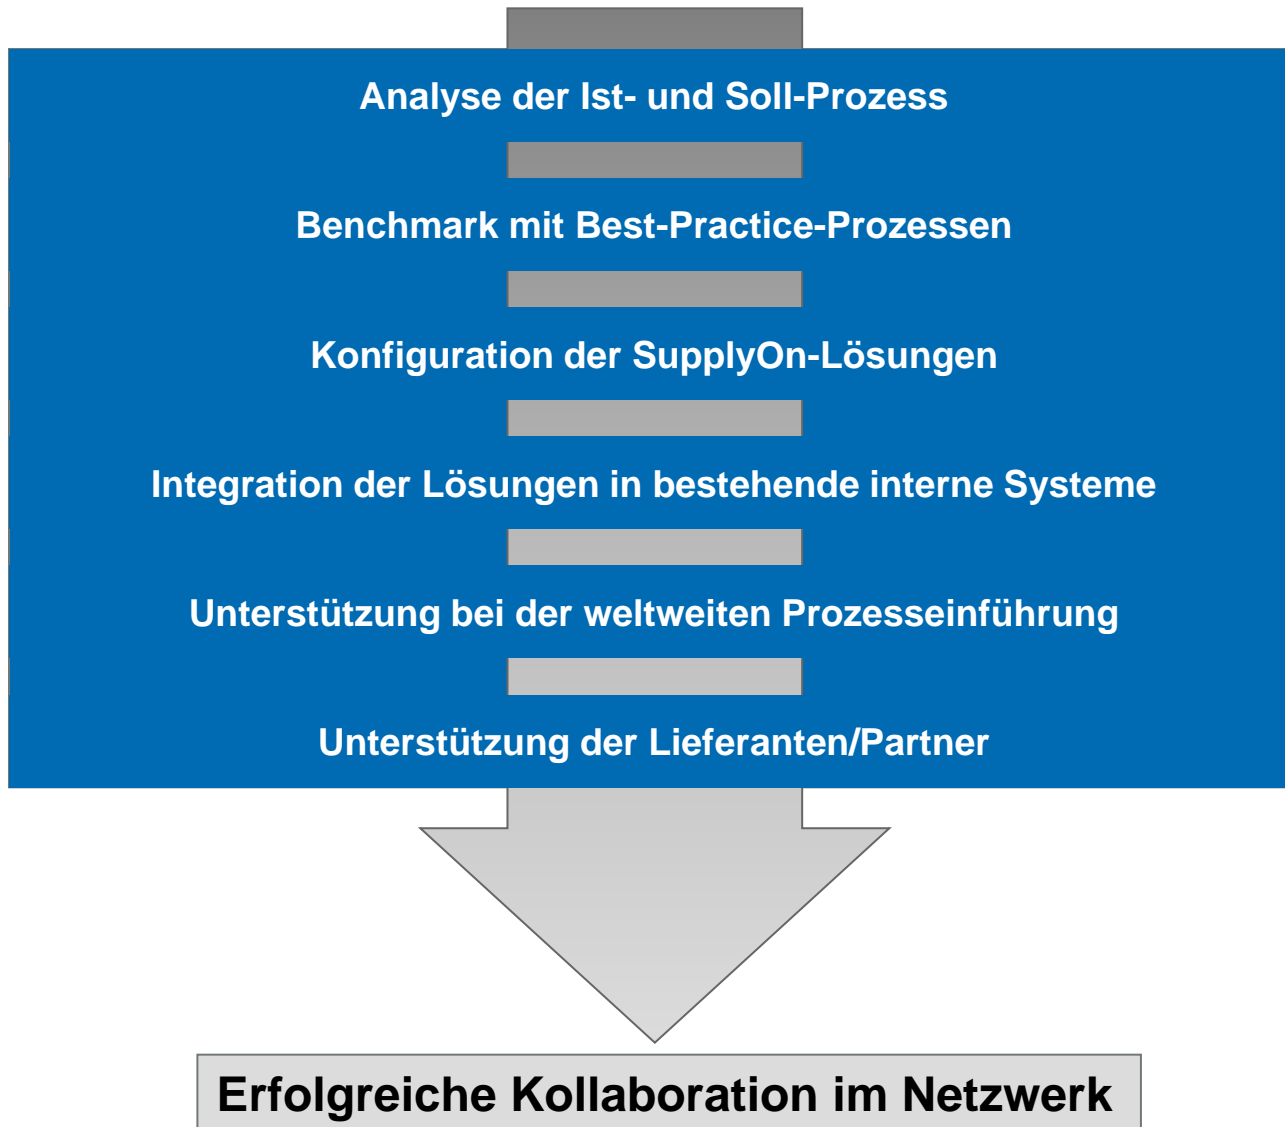 Analyse der Ist- und Soll-Prozess
Benchmark mit Best-Practice-Prozessen
Konfiguration der SupplyOn-Lösungen
Integration der Lösungen in bestehende interne Systeme
Unterstützung bei der weltweiten Prozesseinführung
Unterstützung der Lieferanten/Partner
Erfolgreiche Kollaboration im Netzwerk